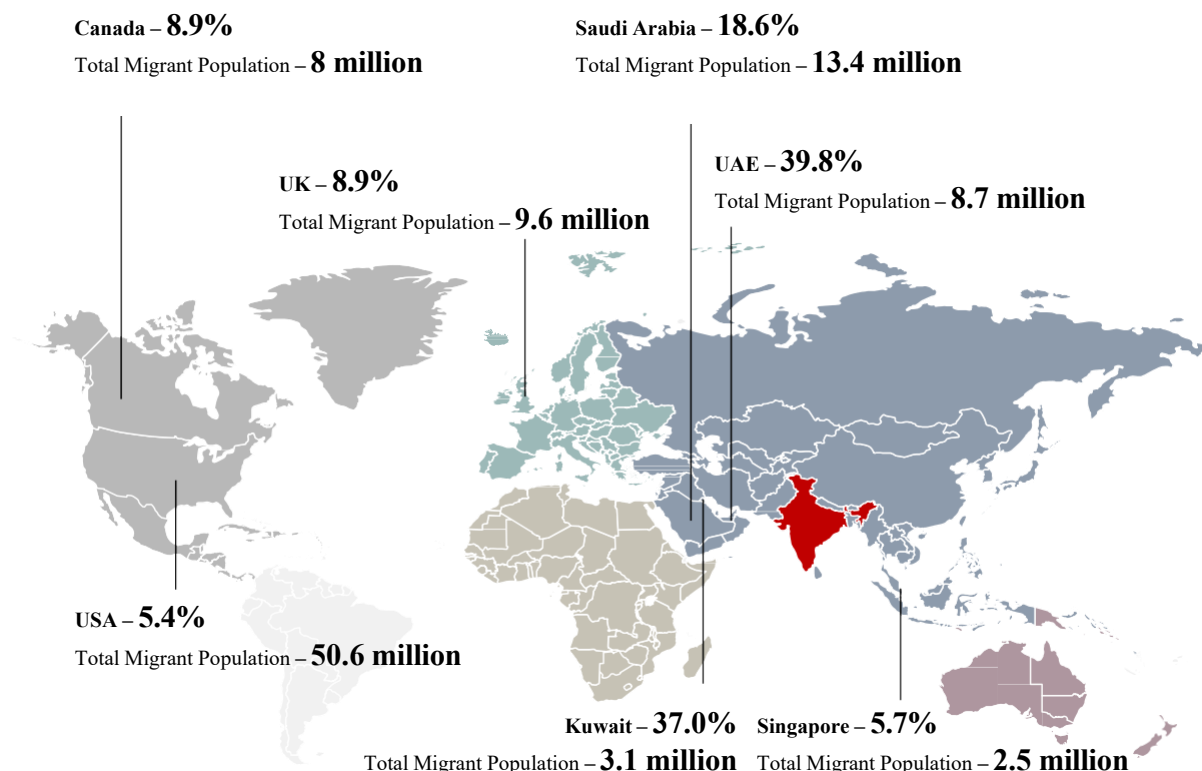 Canada – 8.9%
Total Migrant Population – 8 million
Saudi Arabia – 18.6%
Total Migrant Population – 13.4 million
UK – 8.9%
Total Migrant Population – 9.6 million
UAE – 39.8%
Total Migrant Population – 8.7 million
USA – 5.4%
Total Migrant Population – 50.6 million
Kuwait – 37.0%
Total Migrant Population – 3.1 million
Singapore – 5.7%
Total Migrant Population – 2.5 million